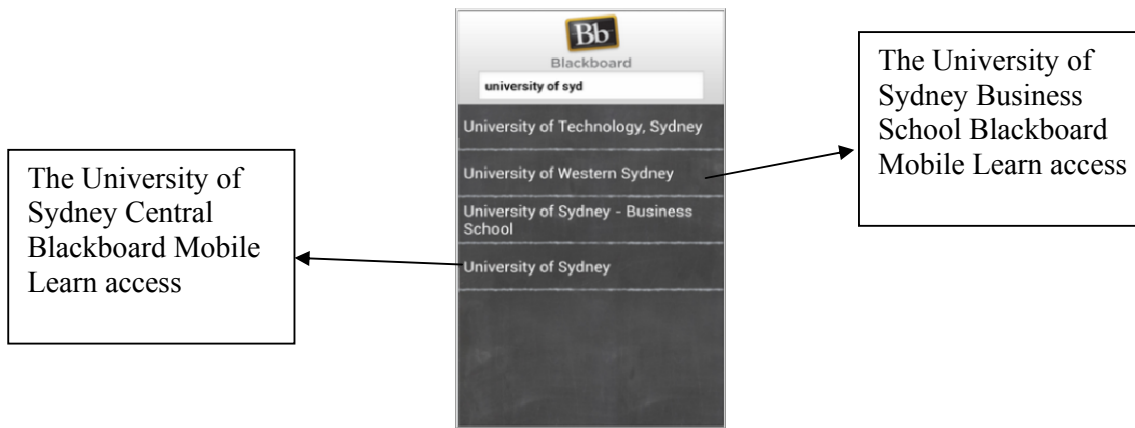 Bb
Blackboard
university of syd
University of Technology, Sydney
University of Western Sydney
University of Sydney - Business
School
University of Sydney
The University of
Sydney Central
Blackboard Mobile
Learn access
The University of
Sydney Business
School Blackboard
Mobile Learn access